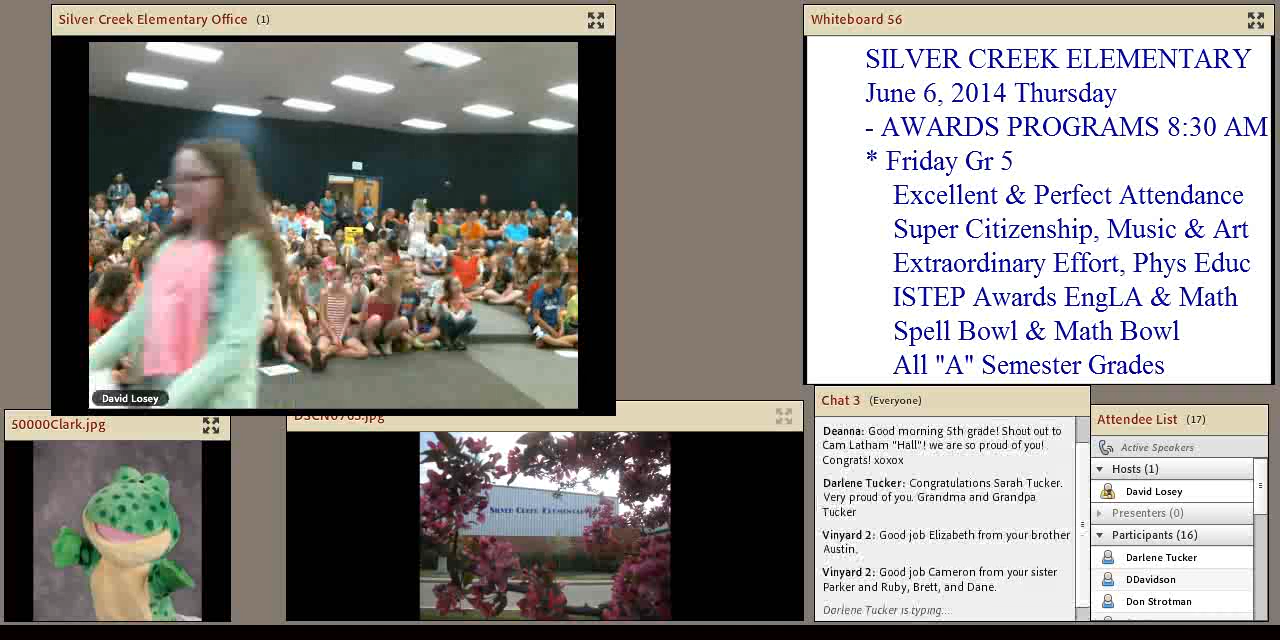 Silver Creek Elementary Office (1)
David Losey
Whiteboard 56
SILVER CREEK ELEMENTARY
June 6, 2014 Thursday
- AWARDS PROGRAMS 8:30 AM
* Friday Gr 5
Excellent & Perfect Attendance
Super Citizenship, Music & Art
Extraordinary Effort, Phys Educ
ISTEP Awards EngLA & Math
Spell Bowl & Math Bowl
All "A" Semester Grades
50000Clark.jpg
SILVER CREEK ELEMENTARY
Chat 3 (Everyone)
Deanna: Good morning 5th grade! Shout out to
Cam Latham "Hall"! we are so proud of you!
Congrats! xoxox
Darlene Tucker: Congratulations Sarah Tucker.
Very proud of you. Grandma and Grandpa
Tucker
Vinyard 2: Good job Elizabeth from your brother
Austin.
Vinyard 2: Good job Cameron from your sister
Parker and Ruby, Brett, and Dane.
Darlene Tucker is typing...
Attendee List (17)
Active Speakers
Hosts (1)
David Losey
Presenters (0)
Participants (16)
Darlene Tucker
DDavidson
Don Strotman